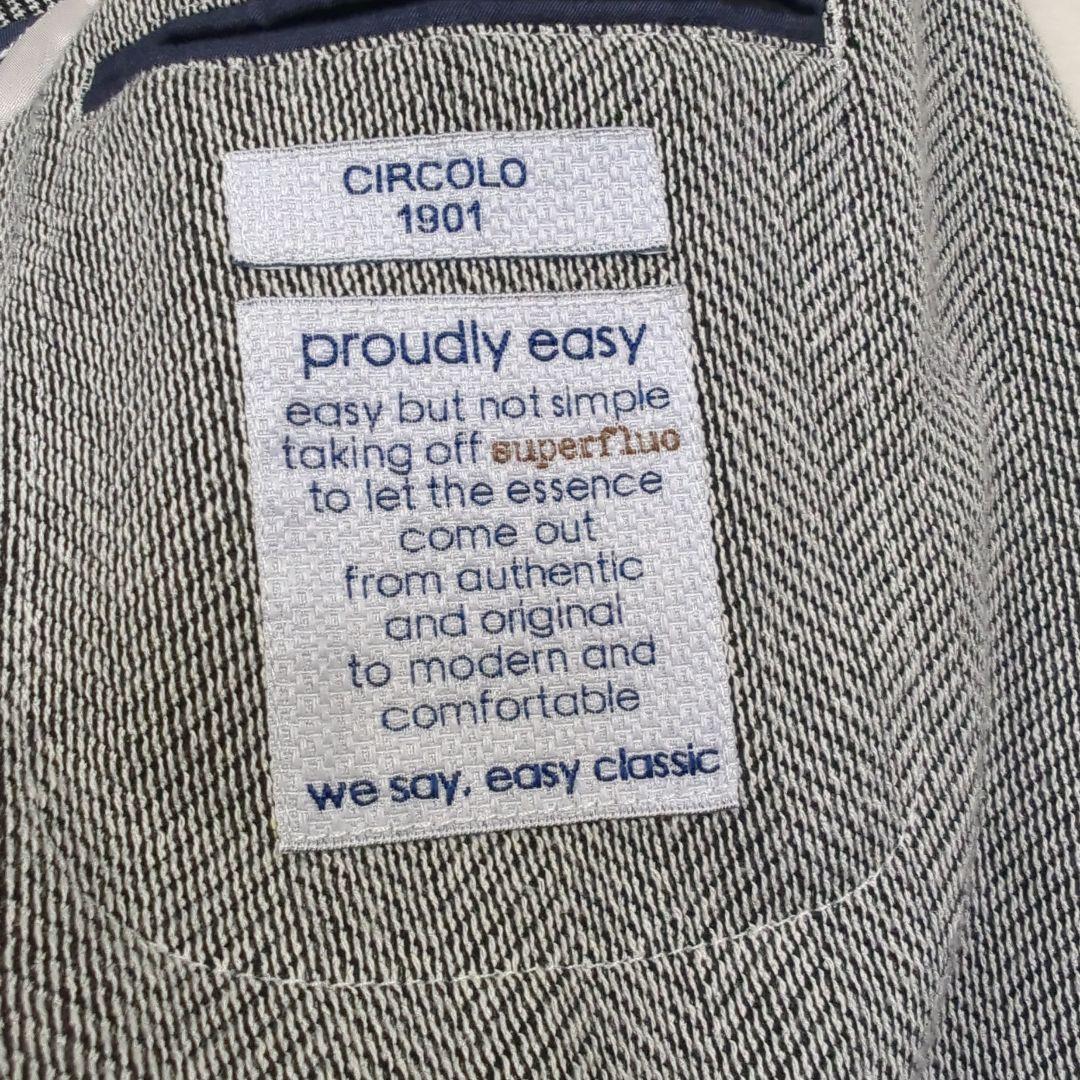 CIRCOLO
1901
proudly easy
easy but not simple
taking off superfluo
to let the essence
come out
from authentic
and original
to modern and
comfortable
we say, easy classic